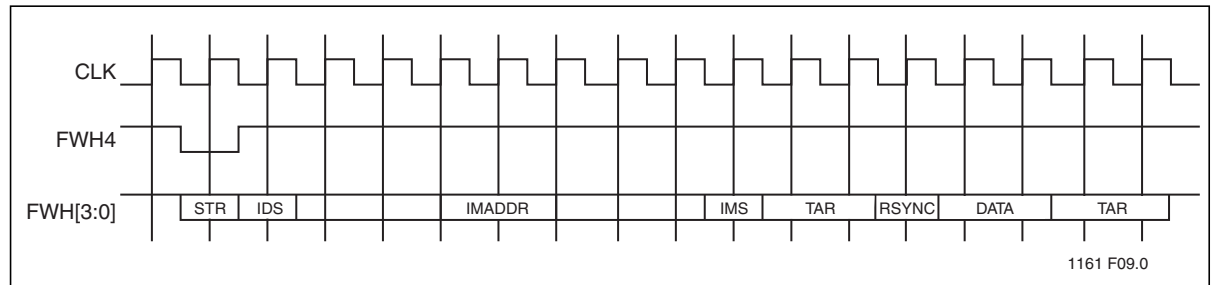 CLK
FWH4
FWH[3:0]
STR IDS IMADDR IMS TAR RSYNC DATA TAR
1161 F09.0